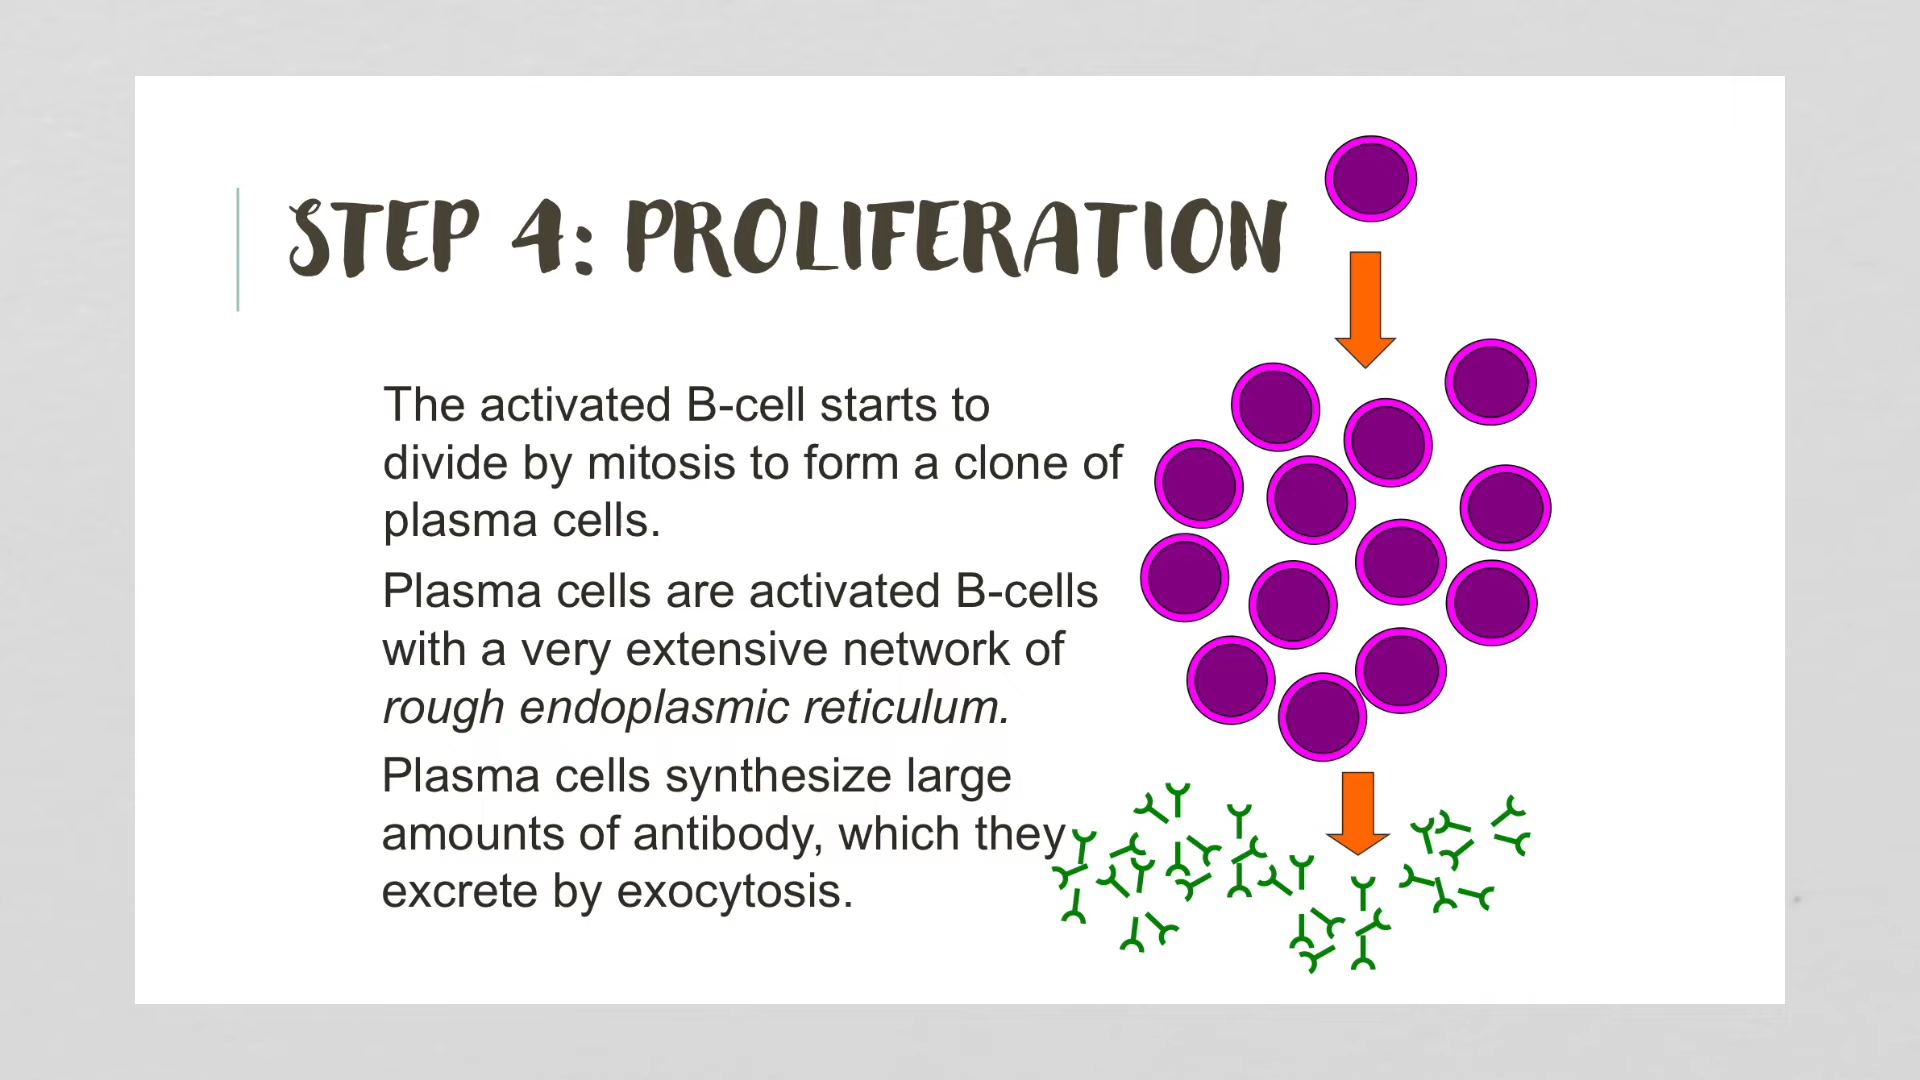 STEP 4: PROLIFERATION
The activated B-cell starts to
divide by mitosis to form a clone of
plasma cells.
Plasma cells are activated B-cells
with a very extensive network of
rough endoplasmic reticulum.
Plasma cells synthesize large
amounts of antibody, which they
excrete by exocytosis.